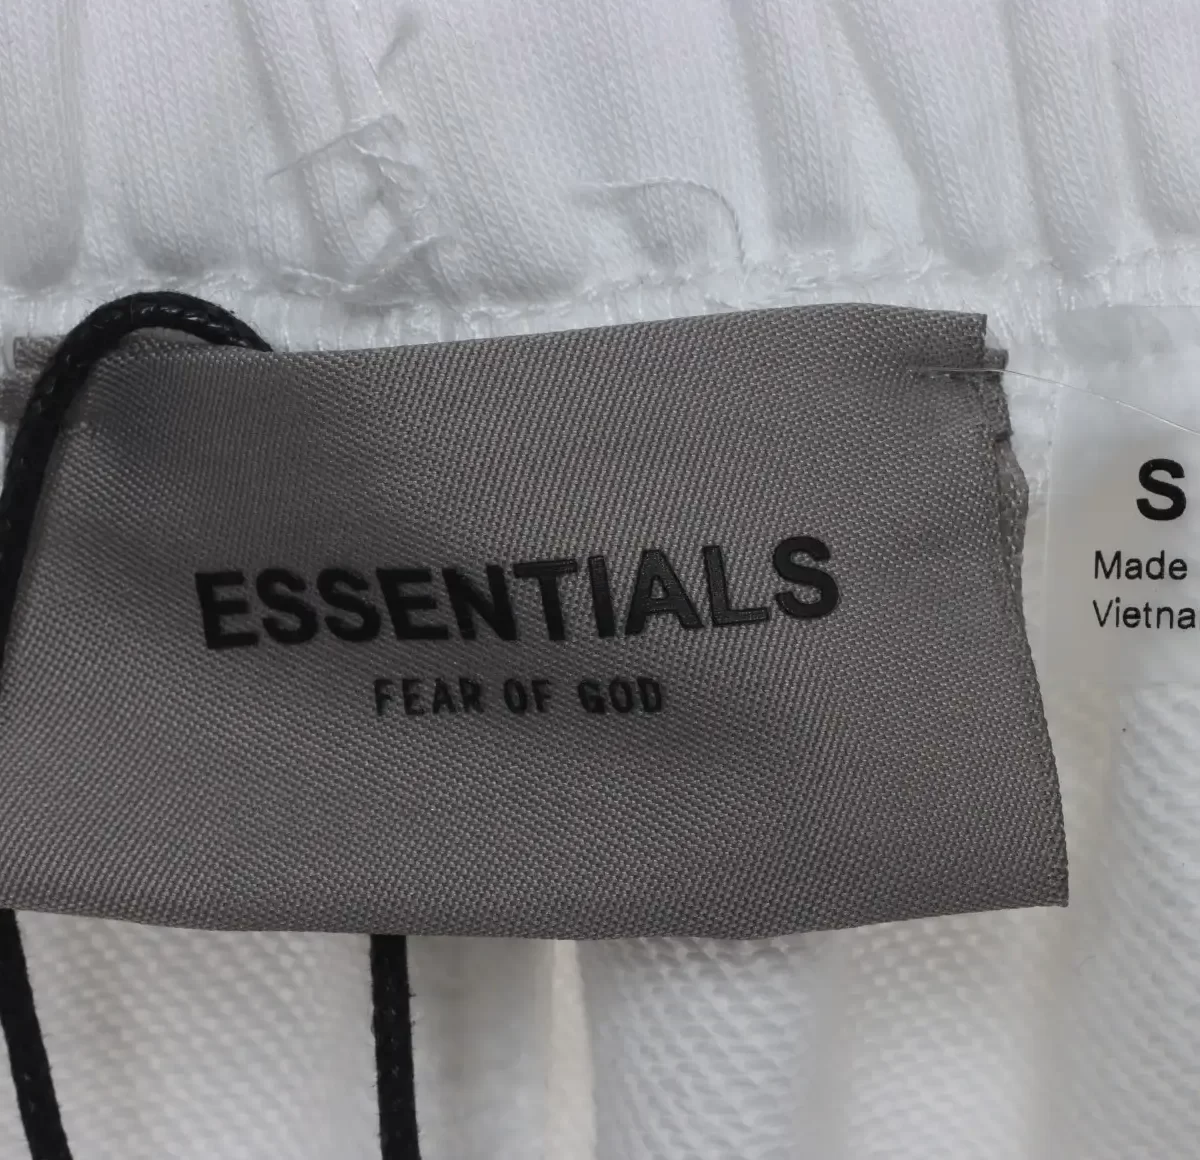 ESSENTIALS
FEAR OF GOD
S
Made
Vietna